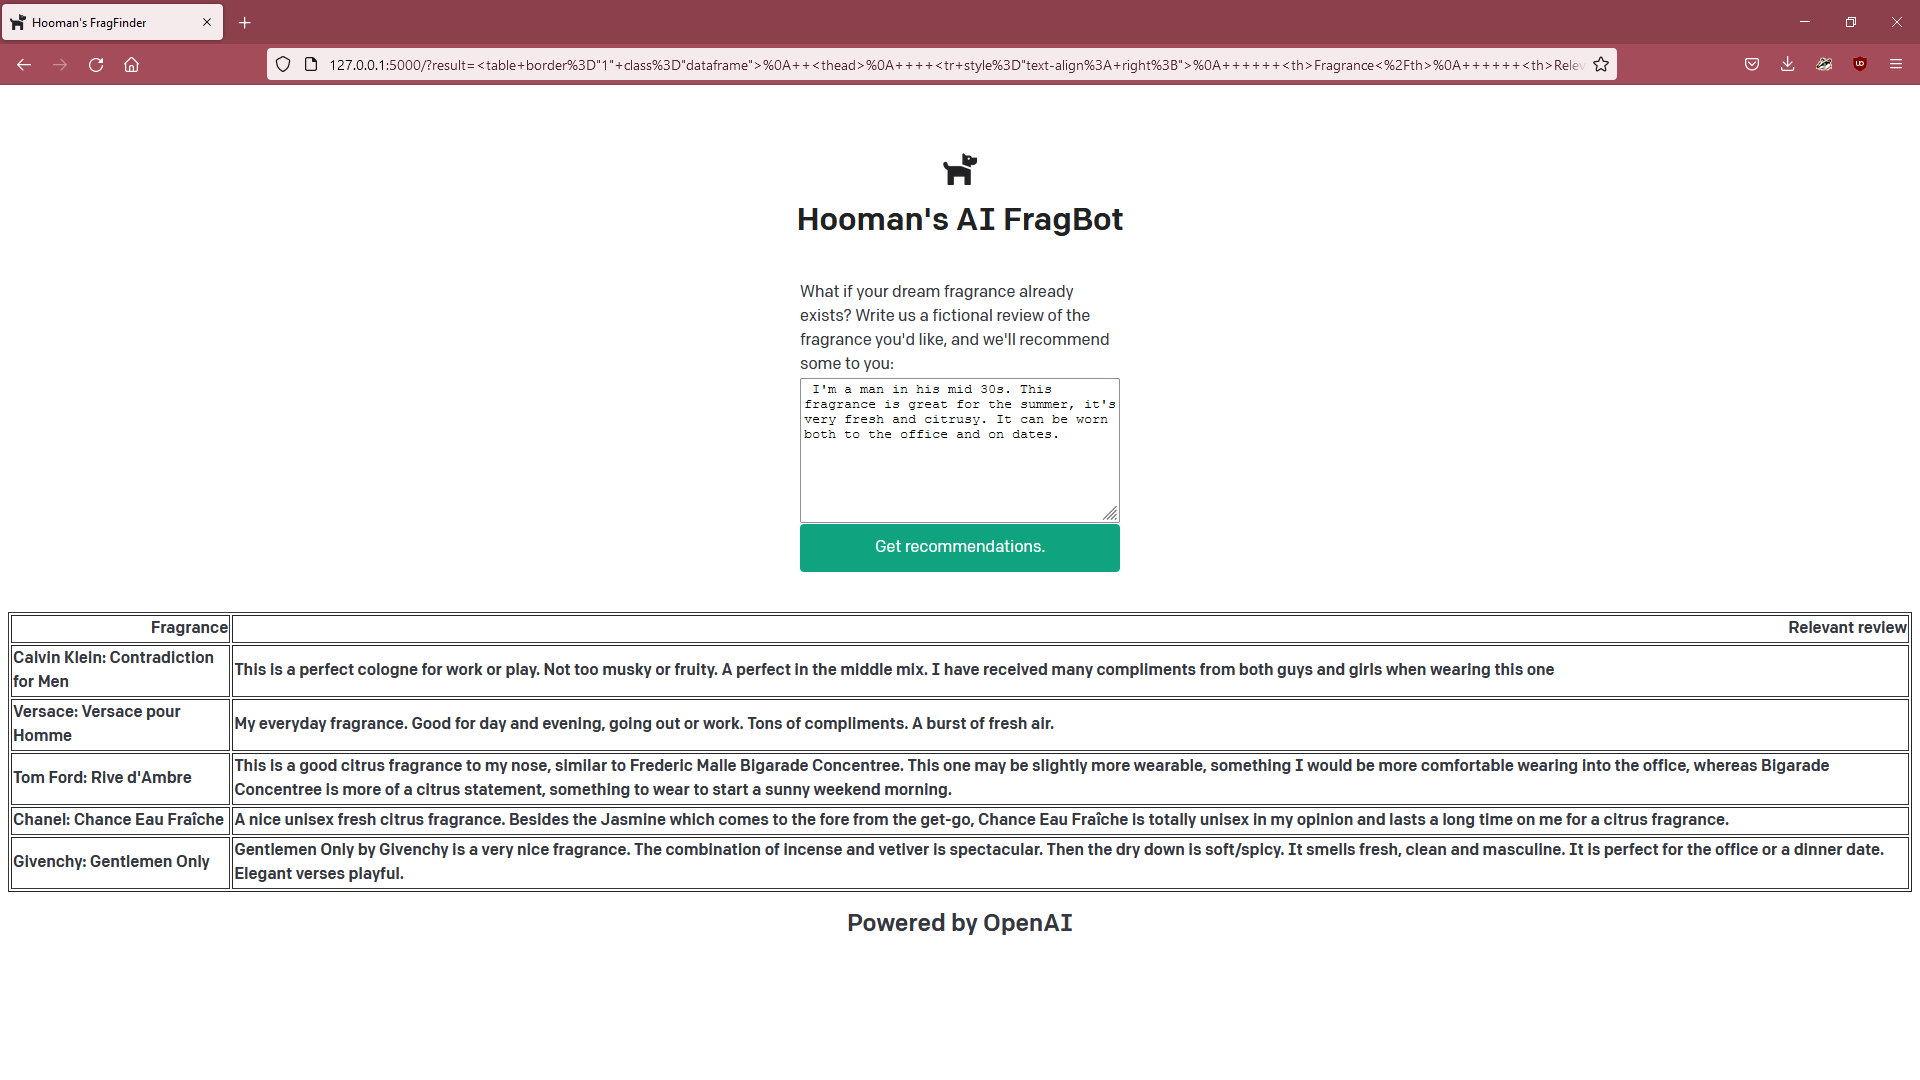 Hooman's FragFinder
127.0.0.1:5000/?result=<table+border%3D"1"+class%3D"dataframe">%0A++<thead>%0A++++<tr+style%3D"text-align%3A+right%3B">%0A++++++<th>Fragrance<%2Fth>%0A++++++<th>Relev
Hooman's AI FragBot
What if your dream fragrance already
exists? Write us a fictional review of the
fragrance you'd like, and we'll recommend
some to you:
I'm a man in his mid 30s. This
fragrance is great for the summer, it's
very fresh and citrusy. It can be worn
both to the office and on dates.
Get recommendations.
Fragrance Relevant review
Calvin Klein: Contradiction
for Men
This is a perfect cologne for work or play. Not too musky or fruity. A perfect in the middle mix. I have received many compliments from both guys and girls when wearing this one
Versace: Versace pour
Homme
My everyday fragrance. Good for day and evening, going out or work. Tons of compliments. A burst of fresh air.
Tom Ford: Rive d'Ambre
This is a good citrus fragrance to my nose, similar to Frederic Malle Bigarade Concentree. This one may be slightly more wearable, something I would be more comfortable wearing into the office, whereas Bigarade
Concentree is more of a citrus statement, something to wear to start a sunny weekend morning.
Chanel: Chance Eau Fraîche
A nice unisex fresh citrus fragrance. Besides the Jasmine which comes to the fore from the get-go, Chance Eau Fraîche is totally unisex in my opinion and lasts a long time on me for a citrus fragrance.
Givenchy: Gentlemen Only
Gentlemen Only by Givenchy is a very nice fragrance. The combination of incense and vetiver is spectacular. Then the dry down is soft/spicy. It smells fresh, clean and masculine. It is perfect for the office or a dinner date.
Elegant verses playful.
Powered by OpenAI